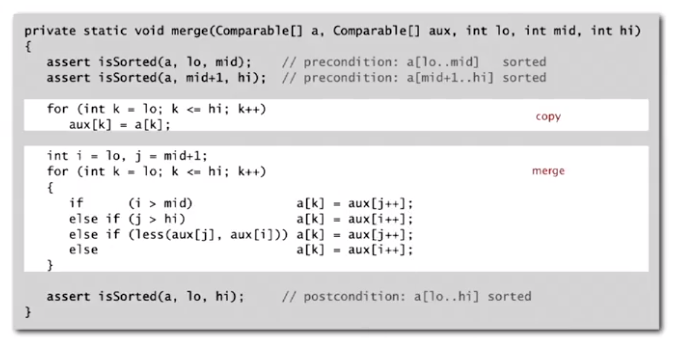 private static void merge(Comparable[] a, Comparable[] aux, int lo, int mid, int hi)
{
   assert isSorted(a, lo, mid);    // precondition: a[lo..mid]   sorted
   assert isSorted(a, mid+1, hi);  // precondition: a[mid+1..hi] sorted
   for (int k = lo; k <= hi; k++)
      aux[k] = a[k];    copy
   int i = lo, j = mid+1;
   for (int k = lo; k <= hi; k++)    merge
   {
      if      (i > mid)              a[k] = aux[j++];
      else if (j > hi)               a[k] = aux[i++];
      else if (less(aux[j], aux[i])) a[k] = aux[j++];
      else                           a[k] = aux[i++];
   }
   assert isSorted(a, lo, hi);     // postcondition: a[lo..hi] sorted
}